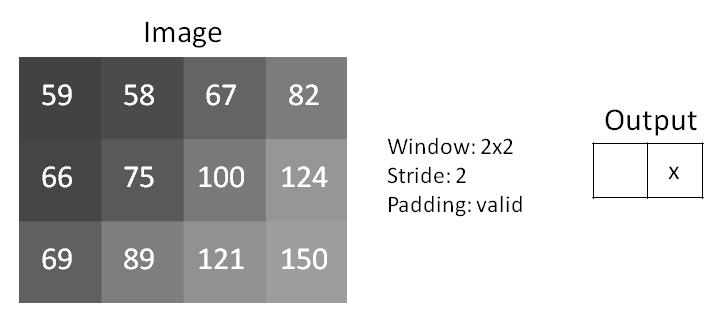 Image
59 58 67 82
66 75 100 124
69 89 121 150
Window: 2x2
Stride: 2
Padding: valid
Output
x